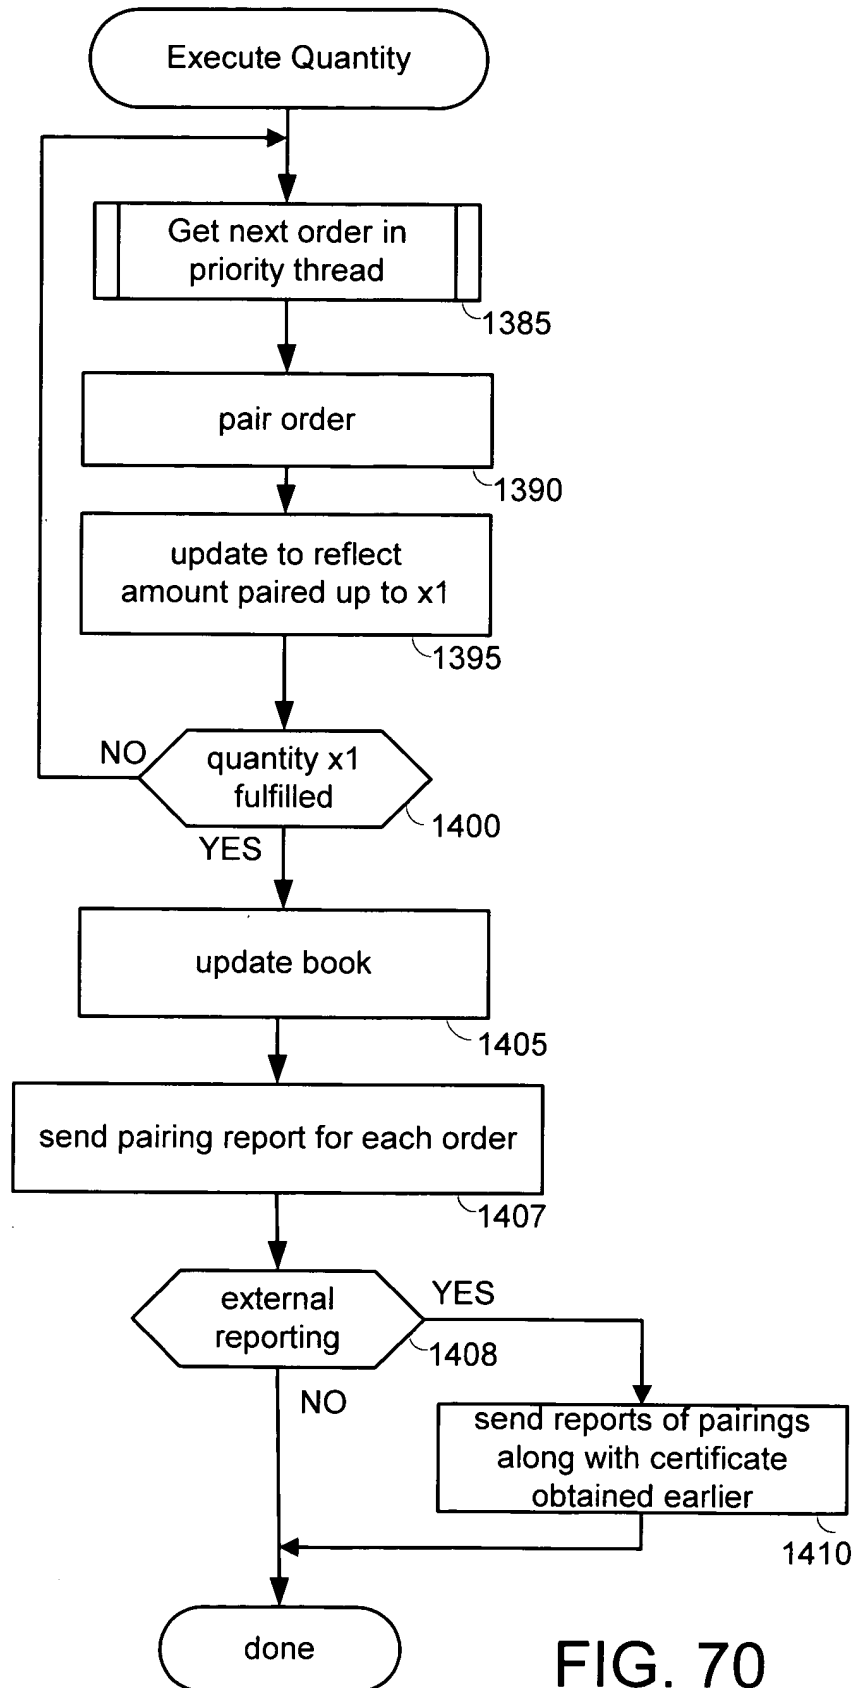 Execute Quantity
Get next order in
priority thread
1385
pair order
1390
update to reflect
amount paired up to x1
1395
NO
quantity x1
fulfilled
1400
YES
update book
1405
send pairing report for each order
1407
external
reporting
YES
1408
NO
send reports of pairings
along with certificate
obtained earlier
1410
done
FIG. 70